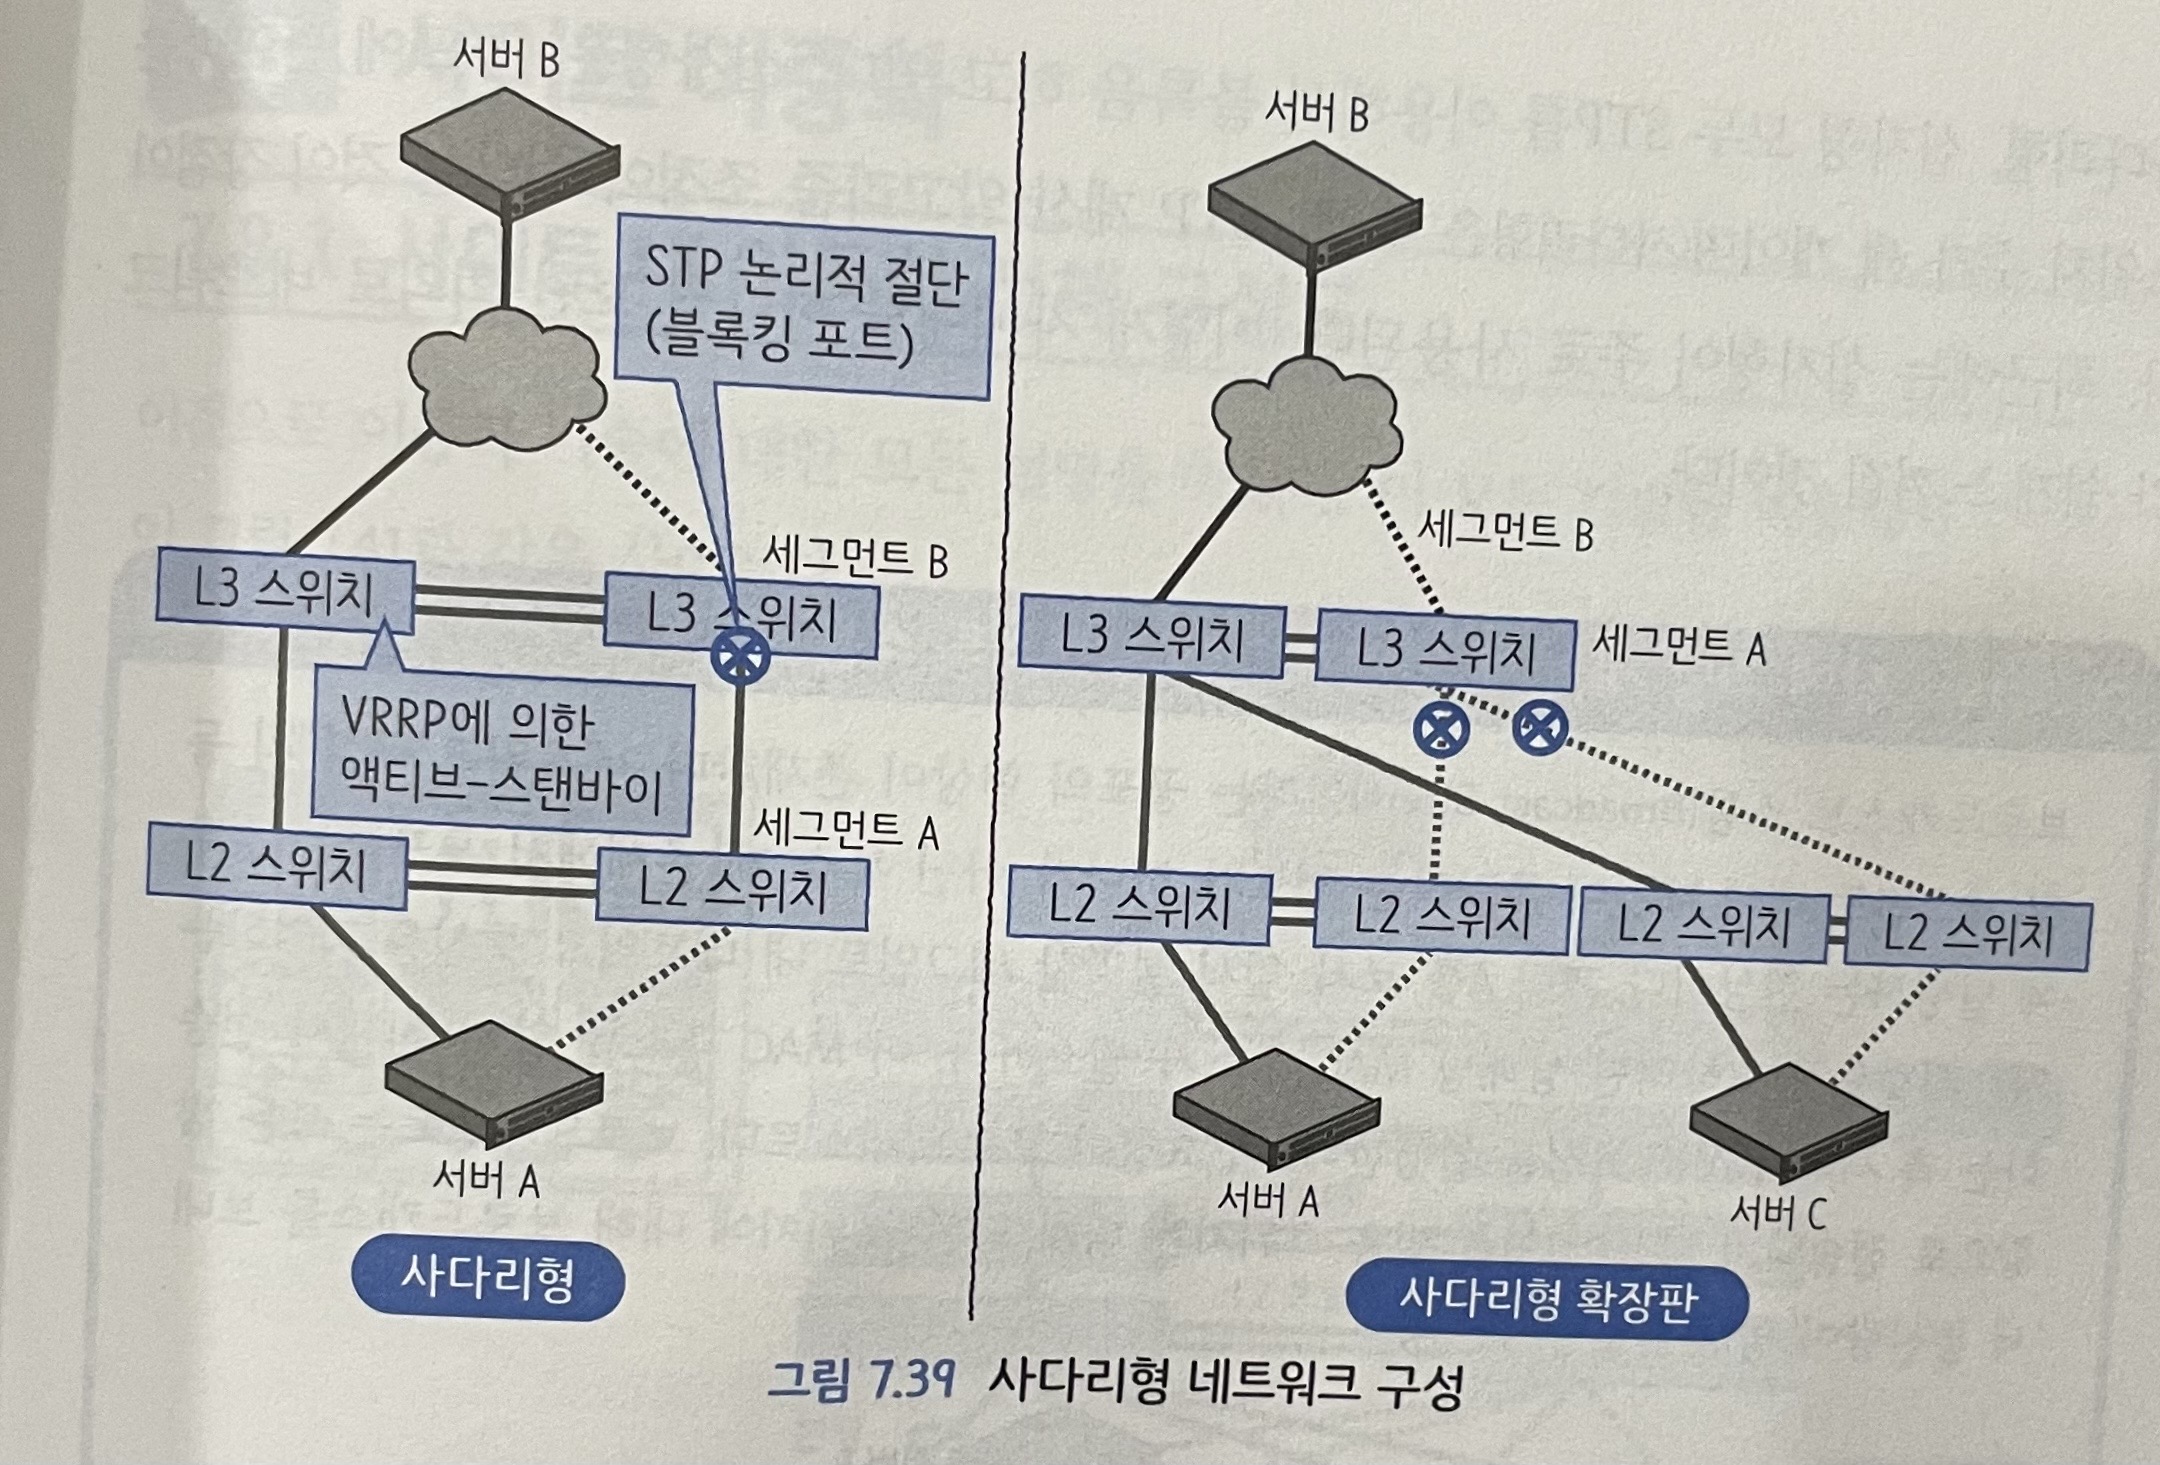 서버 B
STP 논리적 절단
(블록킹 포트)
세그먼트 B
L3 스위치
L3 스위치
VRRP에 의한
액티브-스탠바이
세그먼트 A
L2 스위치
L2 스위치
서버 A
사다리형
서버 B
세그먼트 B
L3 스위치
L3 스위치
세그먼트 A
L2 스위치
L2 스위치
L2 스위치
L2 스위치
서버 A
서버 C
사다리형 확장판
그림 7.39 사다리형 네트워크 구성